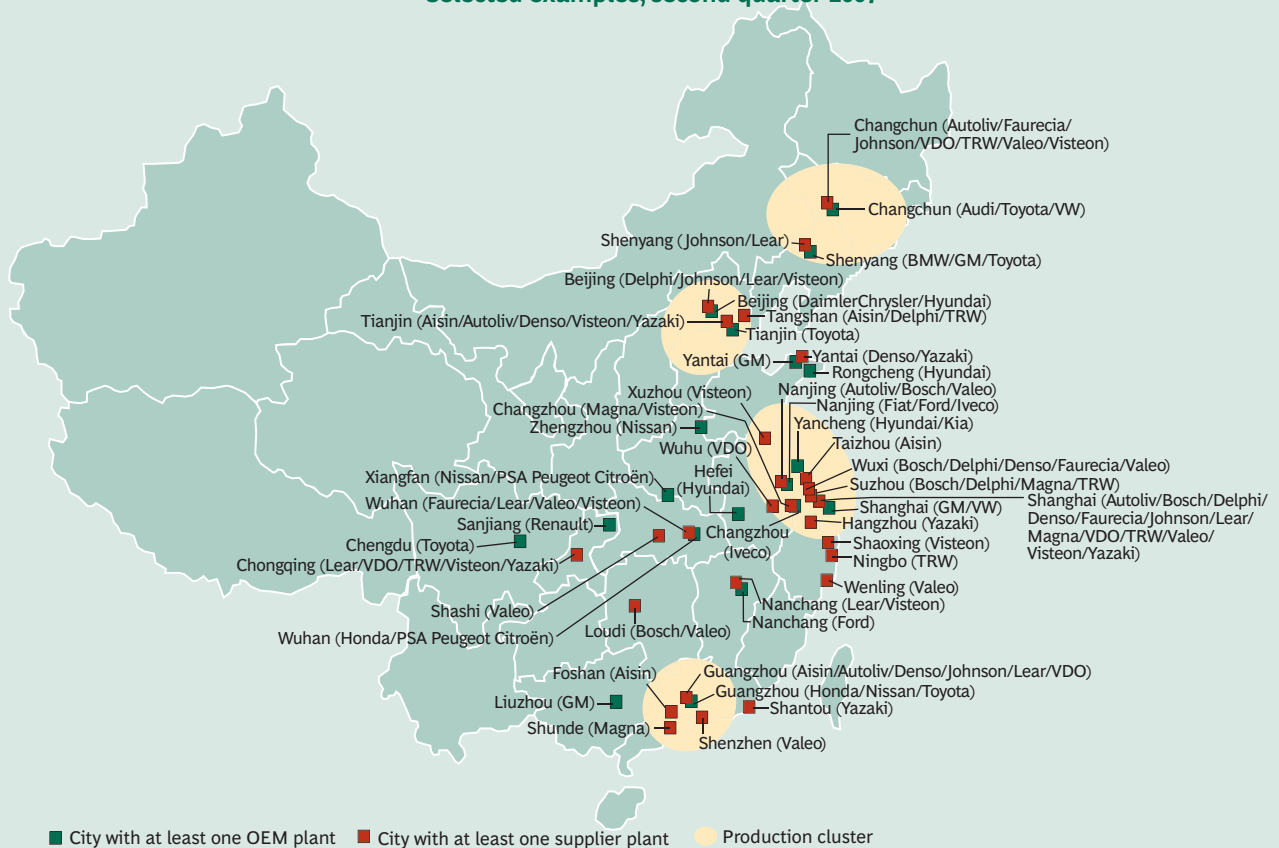 selected examples, second quarter 2007
Changchun (Autoliv/Faurecia/
Johnson/VDO/TRW/Valeo/Visteon)
Changchun (Audi/Toyota/VW)
Shenyang (Johnson/Lear)
Shenyang (BMW/GM/Toyota)
Beijing (Delphi/Johnson/Lear/Visteon)
Beijing (DaimlerChrysler/Hyundai)
Tangshan (Aisin/Delphi/TRW)
Tianjin (Aisin/Autoliv/Denso/Visteon/Yazaki)
Tianjin (Toyota)
Yantai (GM)
Yantai (Denso/Yazaki)
Rongcheng (Hyundai)
Xuzhou (Visteon)
Nanjing (Autoliv/Bosch/Valeo)
Changzhou (Magna/Visteon)
Nanjing (Fiat/Ford/Iveco)
Zhengzhou (Nissan)
Yancheng (Hyundai/Kia)
Wuhu (VDO)
Taizhou (Aisin)
Xiangfan (Nissan/PSA Peugeot Citroën)
Hefei
(Hyundai)
Wuxi (Bosch/Delphi/Denso/Faurecia/Valeo)
Suzhou (Bosch/Delphi/Magna/TRW)
Wuhan (Faurecia/Lear/Valeo/Visteon)
Shanghai (Autoliv/Bosch/Delphi/
Denso/Faurecia/Johnson/Lear/
Magna/VDO/TRW/Valeo/
Visteon/Yazaki)
Shanghai (GM/VW)
Sanjiang (Renault)
Hangzhou (Yazaki)
Changzhou
(Iveco)
Chengdu (Toyota)
Shaoxing (Visteon)
Chongqing (Lear/VDO/TRW/Visteon/Yazaki)
Ningbo (TRW)
Wenling (Valeo)
Shashi (Valeo)
Nanchang (Lear/Visteon)
Nanchang (Ford)
Wuhan (Honda/PSA Peugeot Citroën)
Loudi (Bosch/Valeo)
Foshan (Aisin)
Guangzhou (Aisin/Autoliv/Denso/Johnson/Lear/VDO)
Guangzhou (Honda/Nissan/Toyota)
Liuzhou (GM)
Shantou (Yazaki)
Shunde (Magna)
Shenzhen (Valeo)
City with at least one OEM plant
City with at least one supplier plant
Production cluster